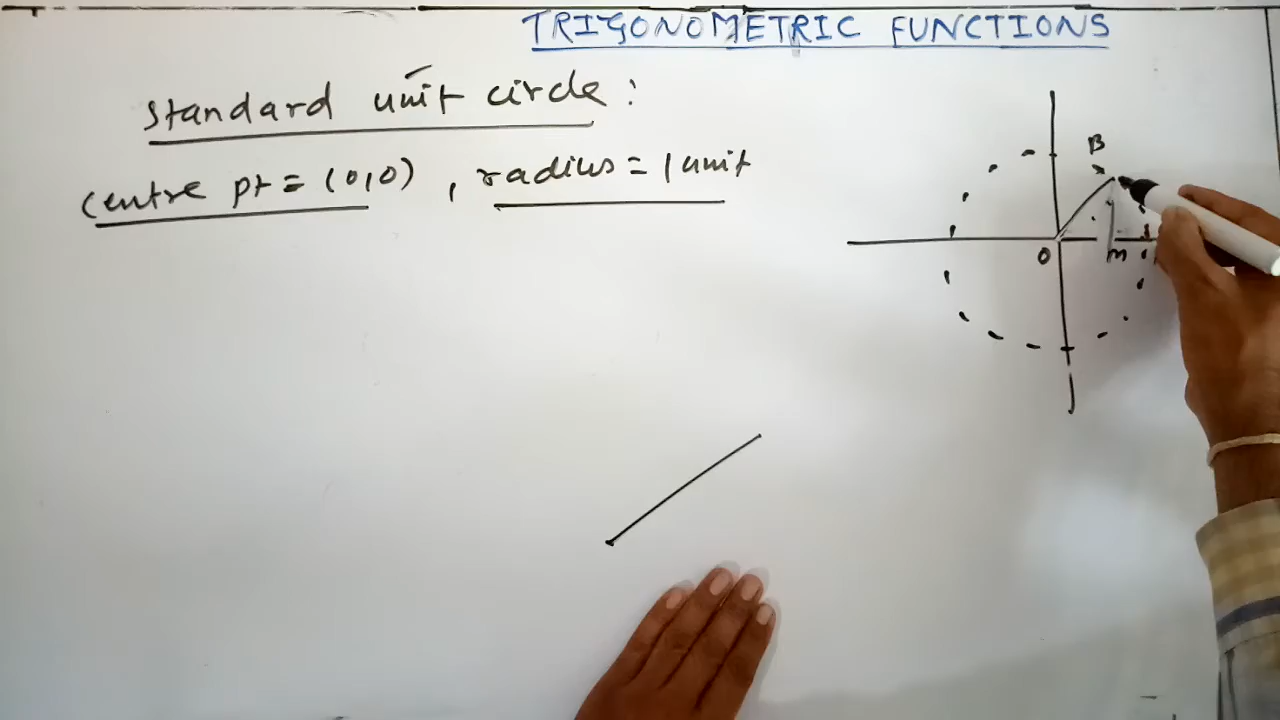 TRIGONOMETRIC FUNCTIONS
standard unit circle :
centre pt = (0,0) , radius = 1 unit
B
O
m